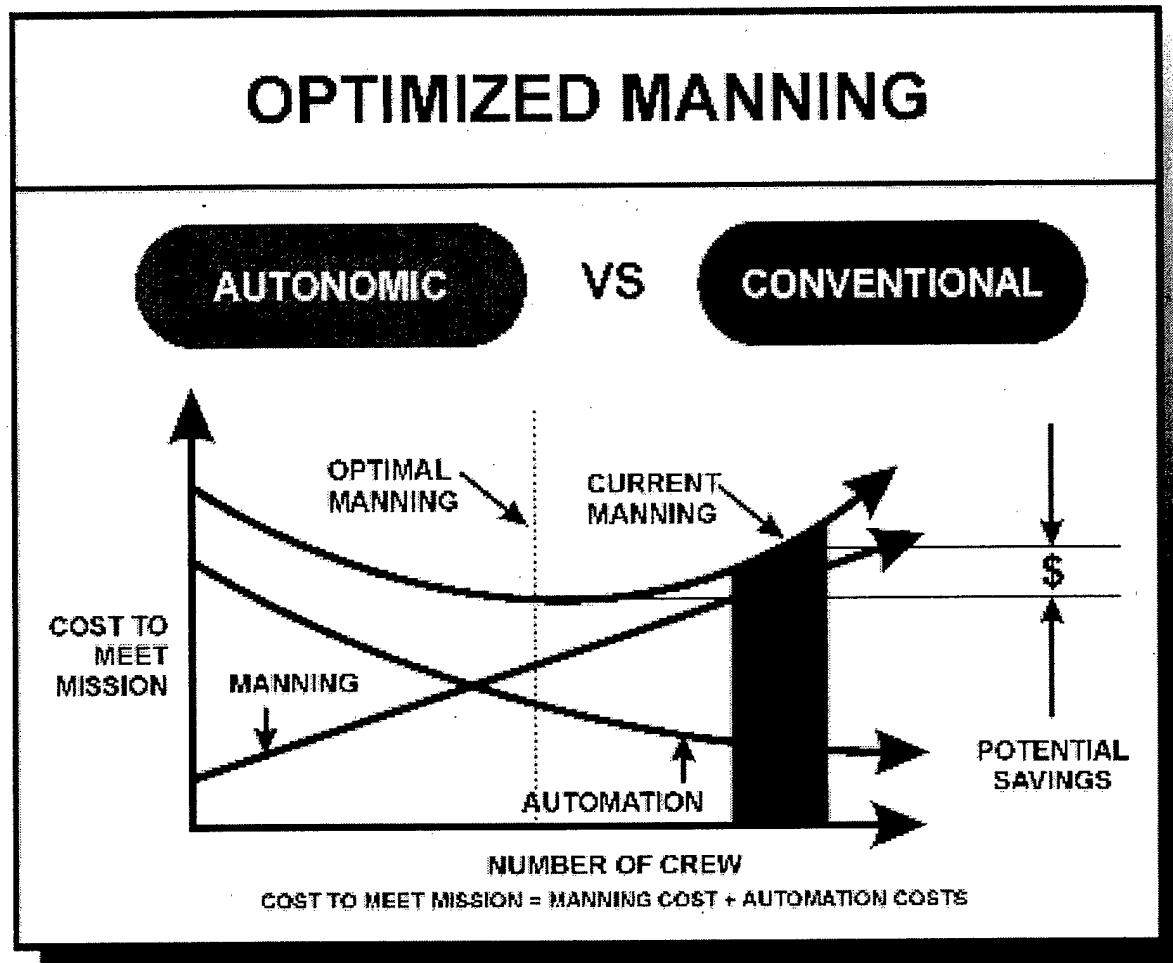 OPTIMIZED MANNING
AUTONOMIC
VS
CONVENTIONAL
OPTIMAL
MANNING
CURRENT
MANNING
$
COST TO
MEET
MISSION
MANNING
AUTOMATION
POTENTIAL
SAVINGS
NUMBER OF CREW
COST TO MEET MISSION = MANNING COST + AUTOMATION COSTS